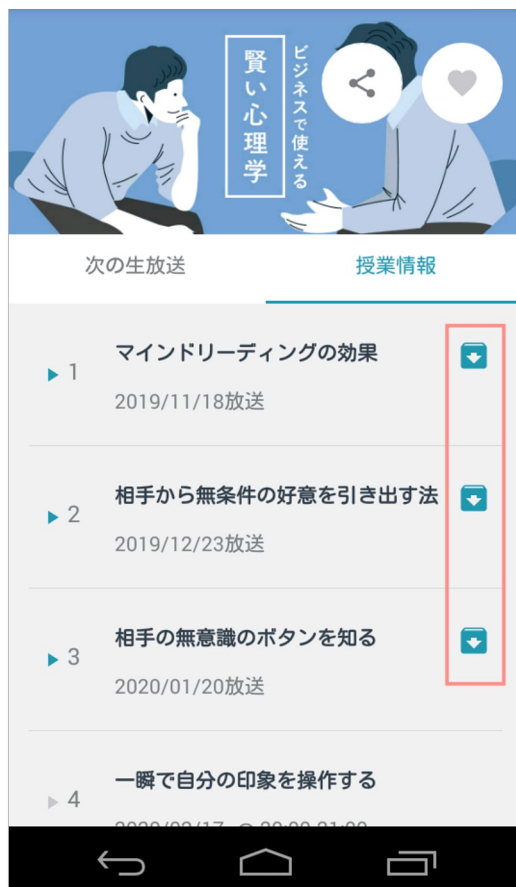 ビジネスで使える
賢い心理学
次の生放送
授業情報
1
マインドリーディングの効果
2019/11/18放送
2
相手から無条件の好意を引き出す法
2019/12/23放送
3
相手の無意識のボタンを知る
2020/01/20放送
4
一瞬で自分の印象を操作する